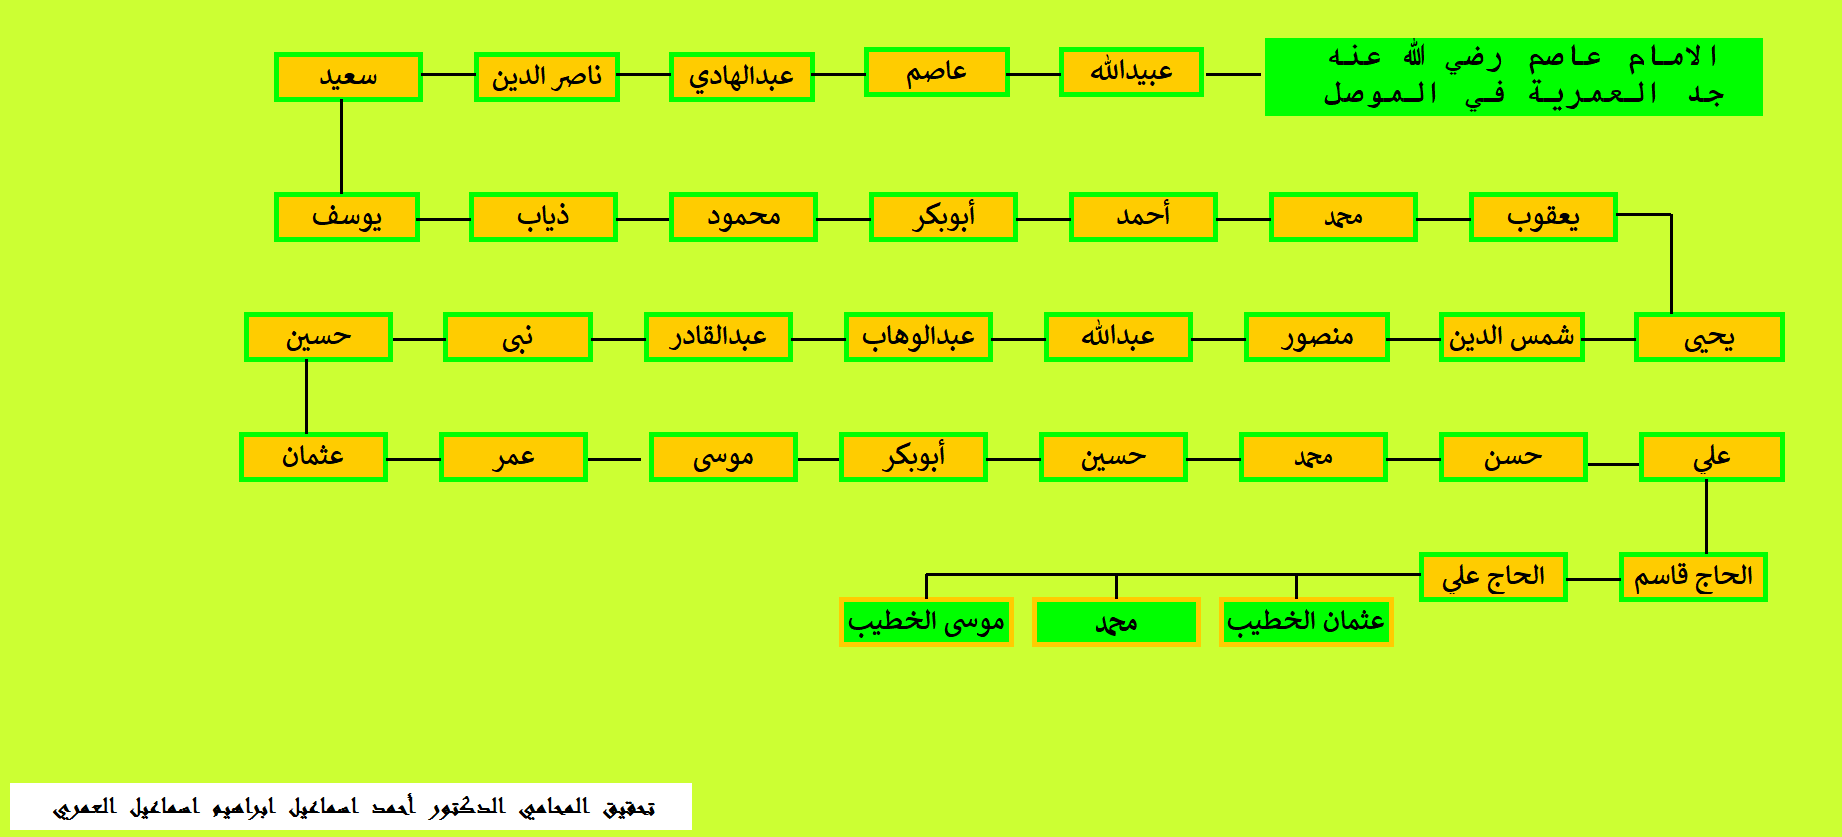 الامام عاصم رضي الله عنه
جد العمرية في الموصل
عبيدالله
عاصم
عبدالهادي
ناصر الدين
سعيد
يوسف
ذياب
محمود
أبوبكر
أحمد
محمد
يعقوب
يحيى
شمس الدين
منصور
عبدالله
عبدالوهاب
عبدالقادر
نبى
حسين
عثمان
عمر
موسى
أبوبكر
حسين
محمد
حسن
علي
الحاج قاسم
الحاج علي
عثمان الخطيب
محمد
موسى الخطيب
تحقيق المحامي الدكتور أحمد اسماعيل ابراهيم اسماعيل العمري